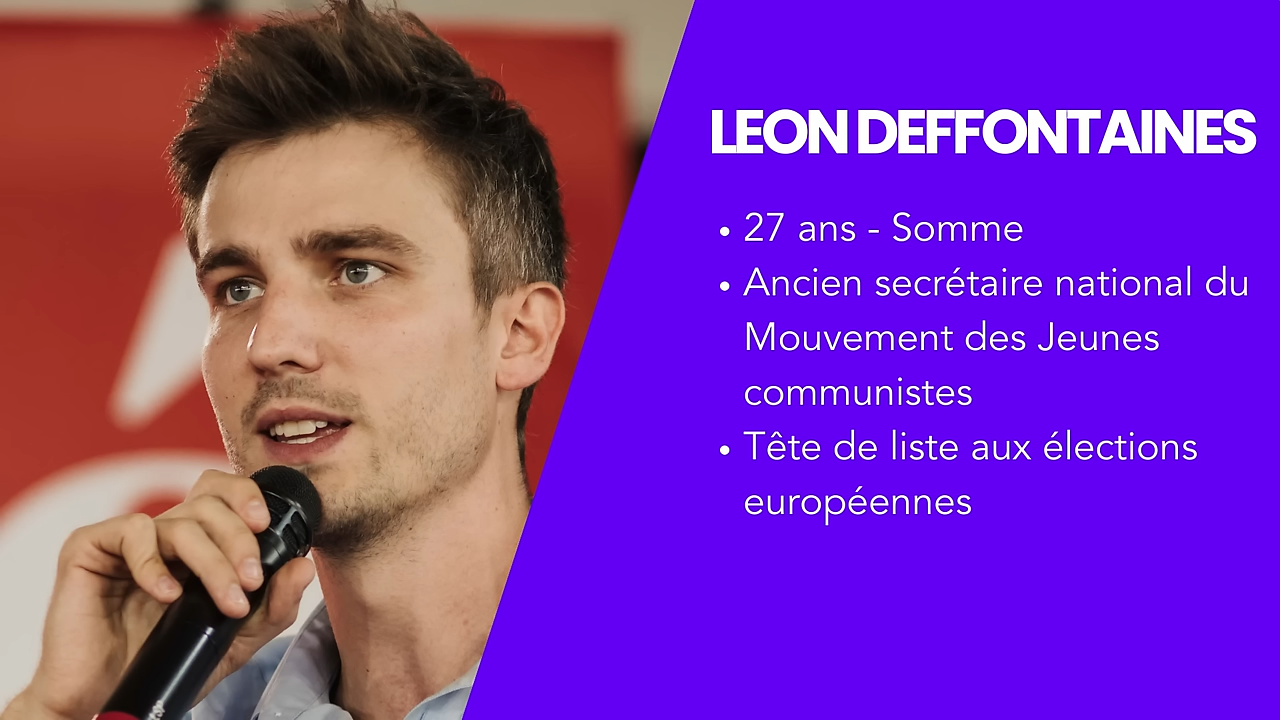 LEON DEFFONTAINES
• 27 ans - Somme
• Ancien secrétaire national du
Mouvement des Jeunes
communistes
• Tête de liste aux élections
européennes